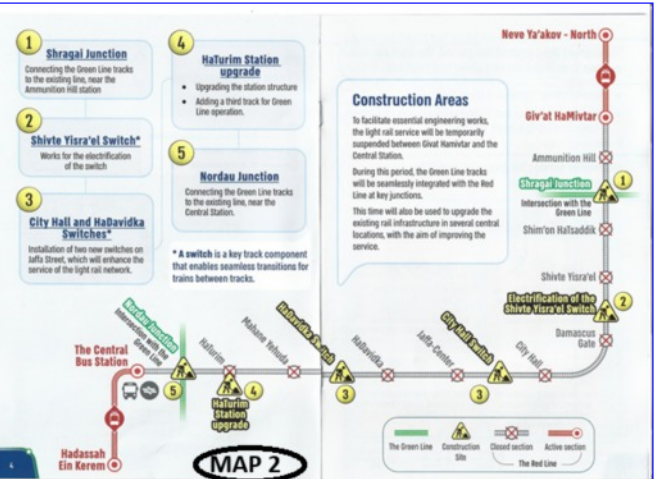 1
Shragai Junction
Connecting the Green Line tracks
to the existing line, near the
Ammunition Hill station
2
Shivte Yisra'el Switch*
Works for the electrification
of the switch
3
City Hall and HaDavidka
Switches*
Installation of two new switches on
Jaffa Street, which will enhance the
service of the light rail network.
4
HaTurim Station
upgrade
• Upgrading the station structure
• Adding a third track for Green
Line operation.
5
Nordau Junction
Connecting the Green Line tracks
to the existing line, near the
Central Station.
* A switch is a key track component
that enables seamless transitions for
trains between tracks.
Construction Areas
To facilitate essential engineering works,
the light rail service will be temporarily
suspended between Givat Hamivtar and the
Central Station.
During this period, the Green Line tracks
will be seamlessly integrated with the Red
Line at key junctions.
This time will also be used to upgrade the
existing rail infrastructure in several central
locations, with the aim of improving the
service.
Neve Ya'akov - North
Giv'at HaMivtar
Ammunition Hill
Shragai Junction
1
Intersection with the
Green Line
Shim'on HaTsaddik
Shivte Yisra'el
Electrification of the
Shivte Yisra'el Switch
2
Damascus
Gate
City Hall
City Hall Switch
3
Jaffa-Center
HaDavidka
HaDavidka Switch
3
Mahane Yehuda
HaTurim
4
HaTurim
Station
upgrade
Nordau Junction
Intersection with the
Green Line
5
The Central
Bus Station
Hadassah
Ein Kerem
MAP 2
The Green Line
Construction
Site
Closed section
Active section
The Red Line
4